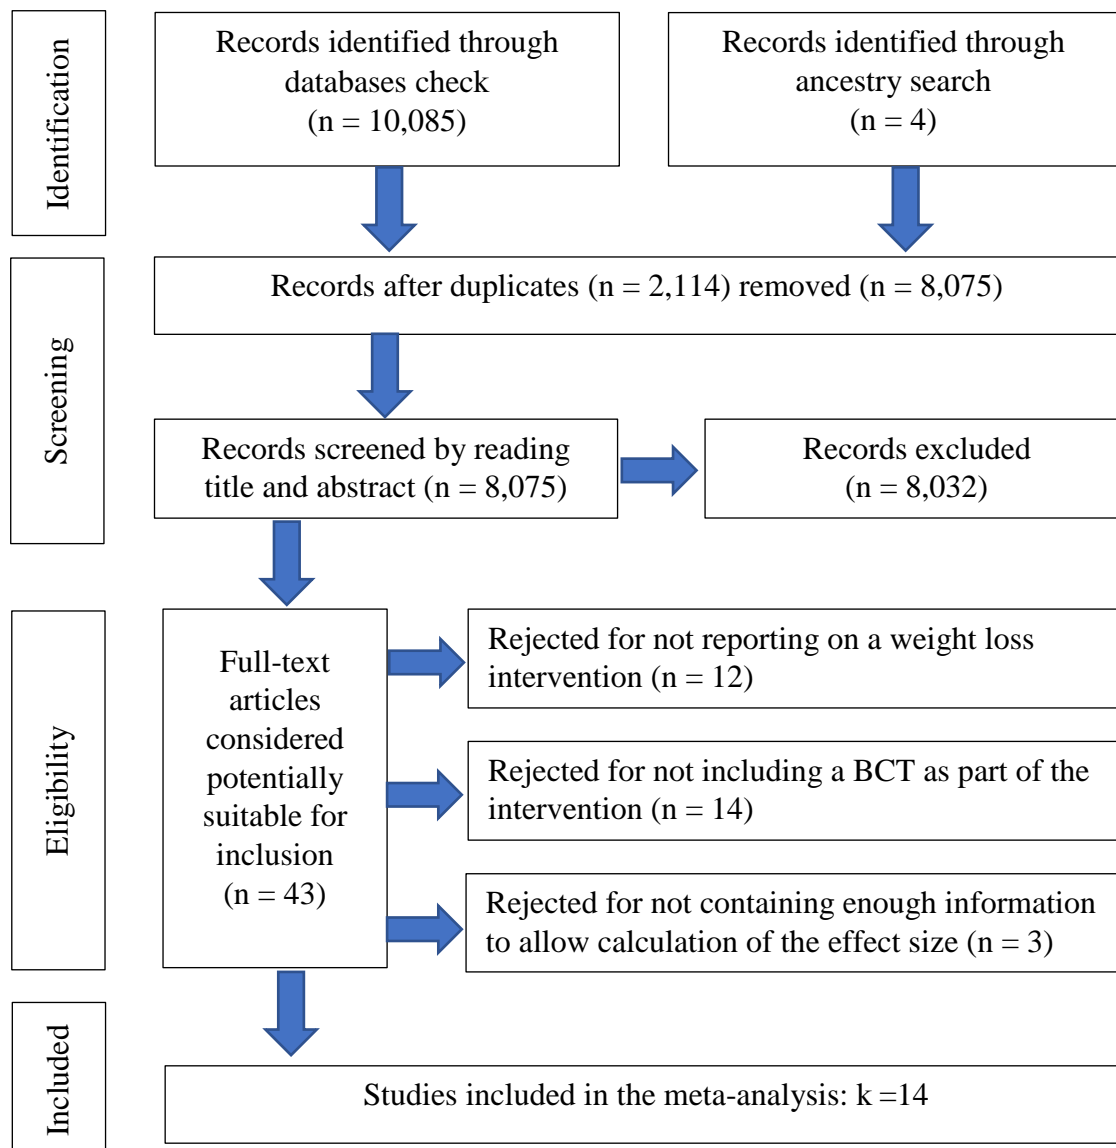 Identification
Records identified through
databases check
(n = 10,085)
Records identified through
ancestry search
(n = 4)
Screening
Records after duplicates (n = 2,114) removed (n = 8,075)
Records screened by reading
title and abstract (n = 8,075)
Records excluded
(n = 8,032)
Eligibility
Full-text
articles
considered
potentially
suitable for
inclusion
(n = 43)
Rejected for not reporting on a weight loss
intervention (n = 12)
Rejected for not including a BCT as part of the
intervention (n = 14)
Rejected for not containing enough information
to allow calculation of the effect size (n = 3)
Included
Studies included in the meta-analysis: k =14